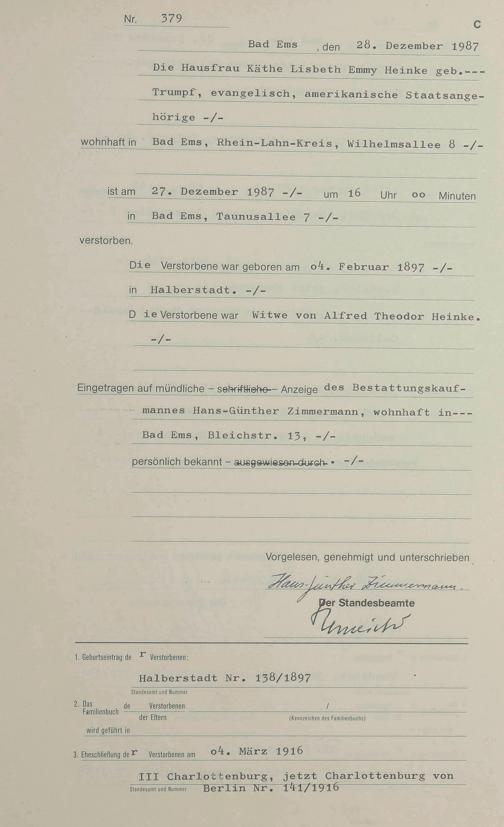 Nr. 379
C
Bad Ems , den 28. Dezember 1987
Die Hausfrau Käthe Lisbeth Emmy Heinke geb.---
Trumpf, evangelisch, amerikanische Staatsange-
hörige -/-
wohnhaft in Bad Ems, Rhein-Lahn-Kreis, Wilhelmsallee 8 -/-
ist am 27. Dezember 1987 -/- um 16 Uhr oo Minuten
in Bad Ems, Taunusallee 7 -/-
verstorben.
Die Verstorbene war geboren am o4. Februar 1897 -/-
in Halberstadt. -/-
D ie Verstorbene war Witwe von Alfred Theodor Heinke.
-/-
Eingetragen auf mündliche – schriftliche – Anzeige des Bestattungskauf-
mannes Hans-Günther Zimmermann, wohnhaft in---
Bad Ems, Bleichstr. 13, -/-
persönlich bekannt – ausgewiesen durch • -/-
Vorgelesen, genehmigt und unterschrieben
Hans-Günther Zimmermann
Der Standesbeamte
1. Geburtseintrag de r Verstorbenen:
Halberstadt Nr. 138/1897
Standesamt und Nummer
2. Das Familienbuch de Verstorbenen /
der Eltern (Kennzeichen des Familienbuchs)
wird geführt in
3. Eheschließung de r Verstorbenen am o4. März 1916
III Charlottenburg, jetzt Charlottenburg von
Standesamt und Nummer Berlin Nr. 141/1916